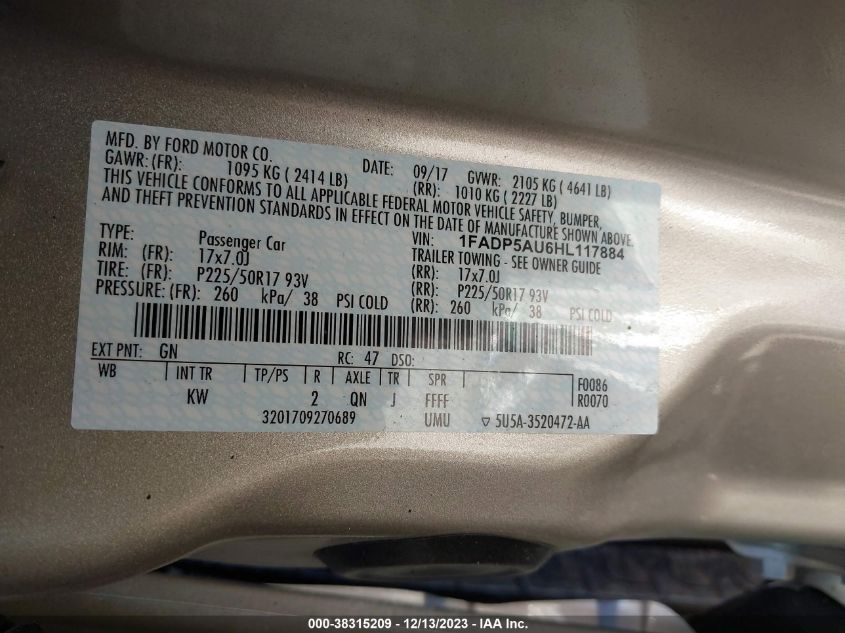 MFD. BY FORD MOTOR CO. DATE: 09/17 GVWR: 2105 KG ( 4641 LB)
GAWR: (FR): 1095 KG ( 2414 LB) (RR): 1010 KG ( 2227 LB)
THIS VEHICLE CONFORMS TO ALL APPLICABLE FEDERAL MOTOR VEHICLE SAFETY, BUMPER,
AND THEFT PREVENTION STANDARDS IN EFFECT ON THE DATE OF MANUFACTURE SHOWN ABOVE.
TYPE: Passenger Car VIN: 1FADP5AU6HL117884
TRAILER TOWING - SEE OWNER GUIDE
RIM: (FR): 17x7.0J (RR): 17x7.0J
TIRE: (FR): P225/50R17 93V (RR): P225/50R17 93V
PRESSURE: (FR): 260 kPa/ 38 PSI COLD (RR): 260 kPa/ 38 PSI COLD
EXT PNT: GN RC: 47 DSO:
WB INT TR TP/PS R AXLE TR SPR F0086
KW 2 QN J FFFF R0070
3201709270689 UMU ▽ 5U5A-3520472-AA
000-38315209 - 12/13/2023 - IAA Inc.